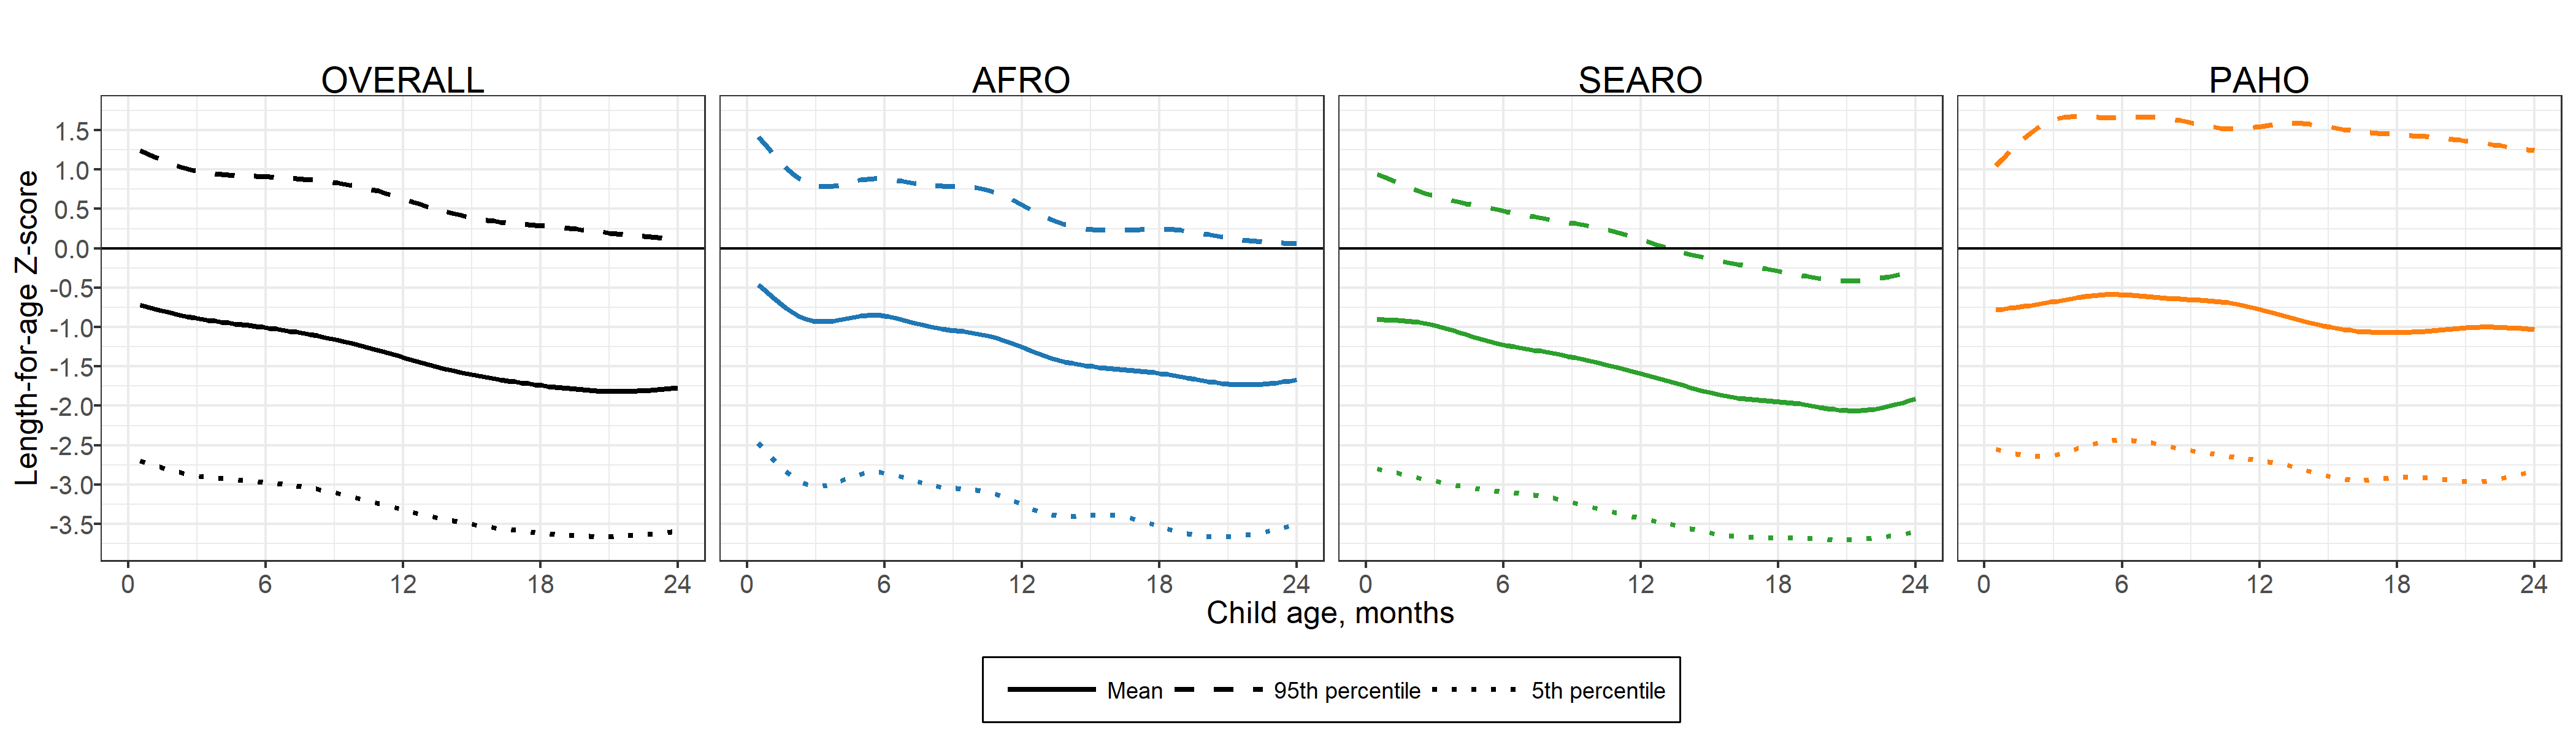 OVERALL AFRO SEARO PAHO
Length-for-age Z-score
1.5
1.0
0.5
0.0
-0.5
-1.0
-1.5
-2.0
-2.5
-3.0
-3.5
0 6 12 18 24 0 6 12 18 24 0 6 12 18 24 0 6 12 18 24
Child age, months
Mean 95th percentile 5th percentile